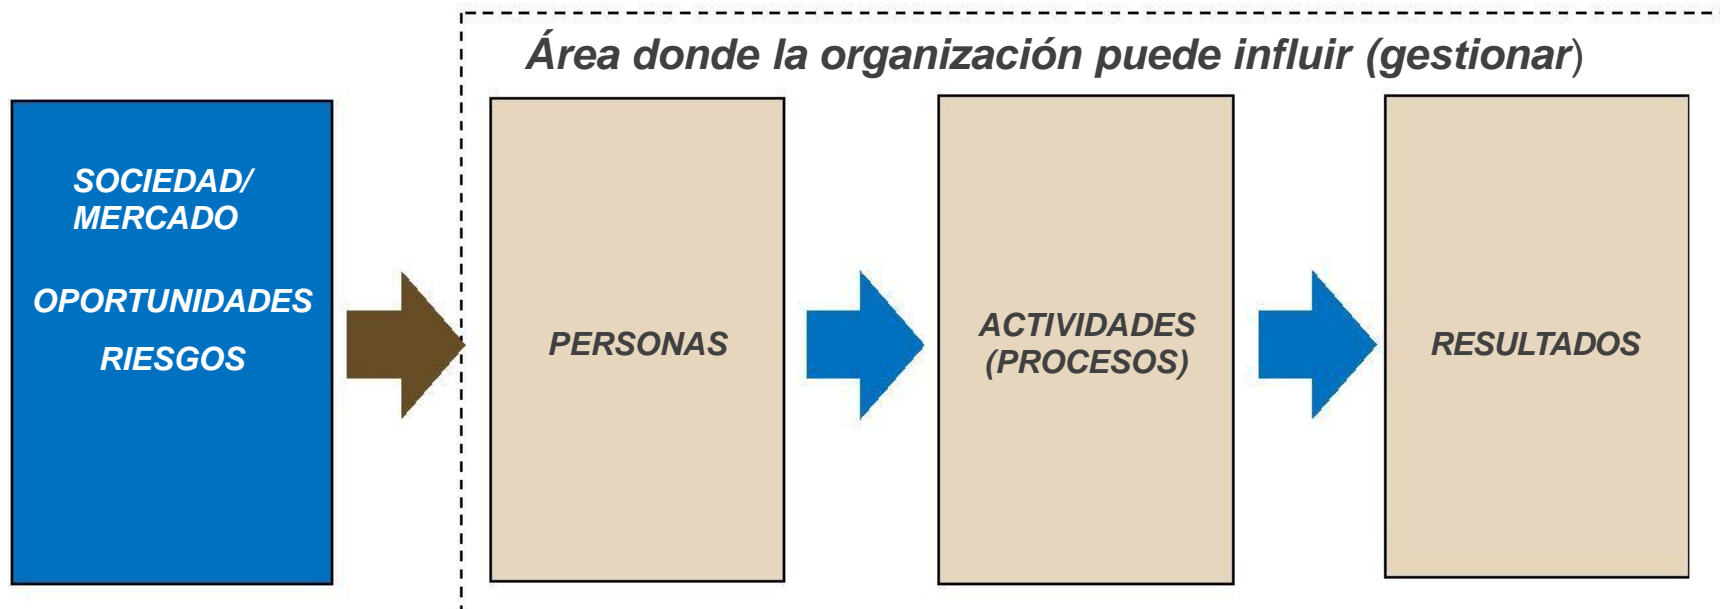 Área donde la organización puede influir (gestionar)
SOCIEDAD/
MERCADO
OPORTUNIDADES
RIESGOS
PERSONAS
ACTIVIDADES
(PROCESOS)
RESULTADOS